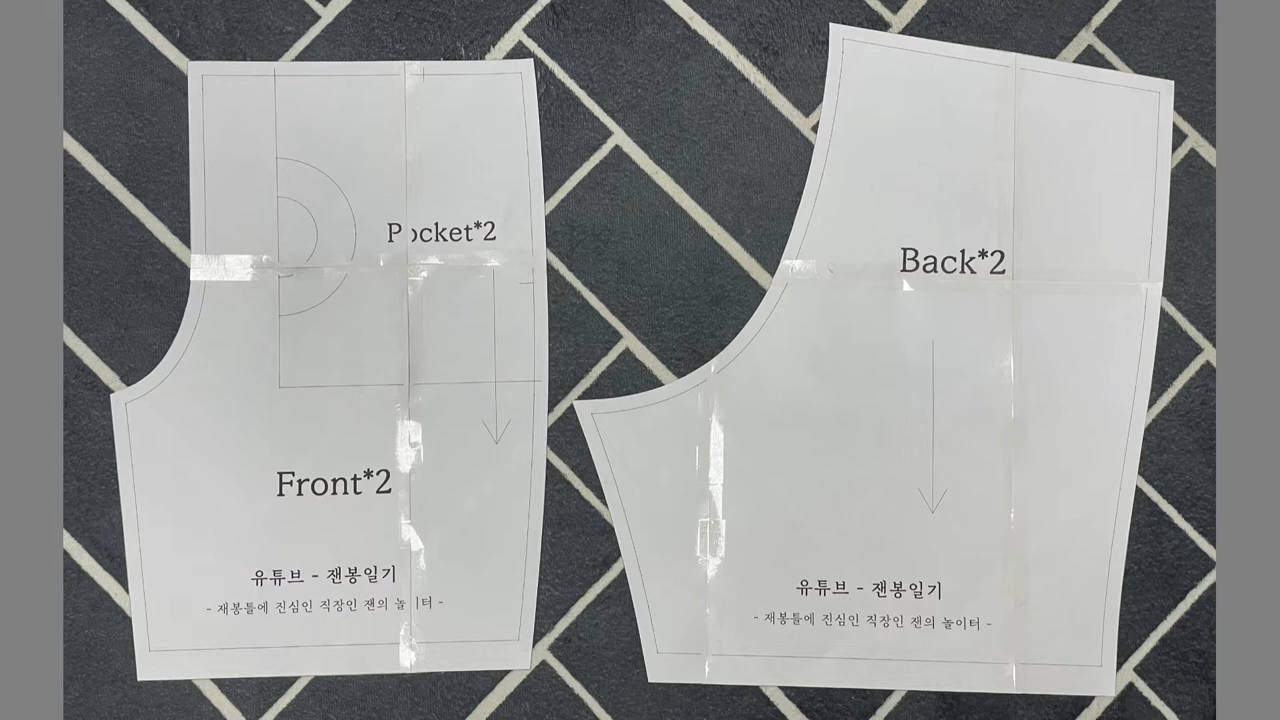 Pocket*2
Front*2
유튜브 - 잰봉일기
- 재봉틀에 진심인 직장인 잰의 놀이터 -
Back*2
유튜브 - 잰봉일기
- 재봉틀에 진심인 직장인 잰의 놀이터 -